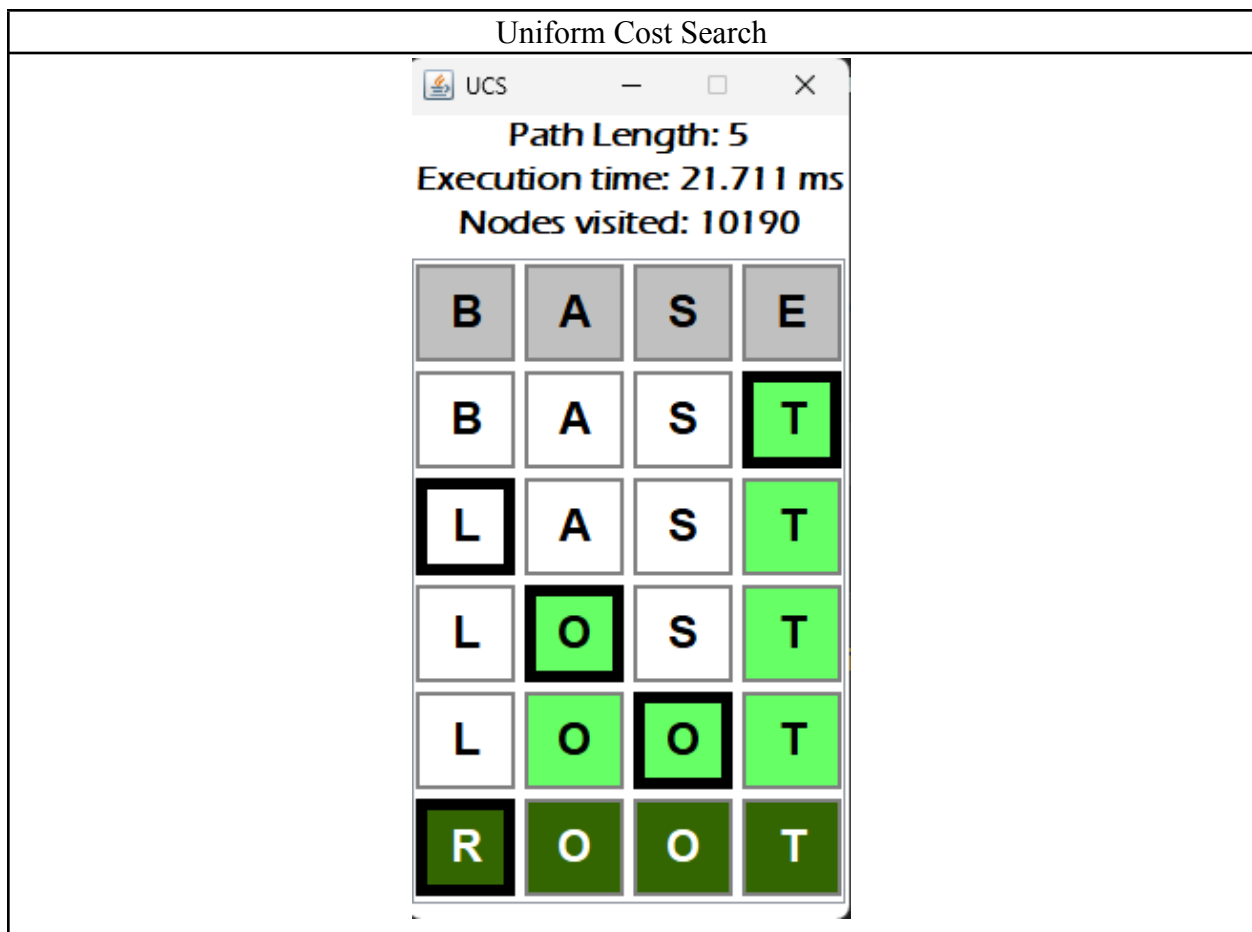 Uniform Cost Search
UCS
Path Length: 5
Execution time: 21.711 ms
Nodes visited: 10190
B A S E
B A S T
L A S T
L O S T
L O O T
R O O T